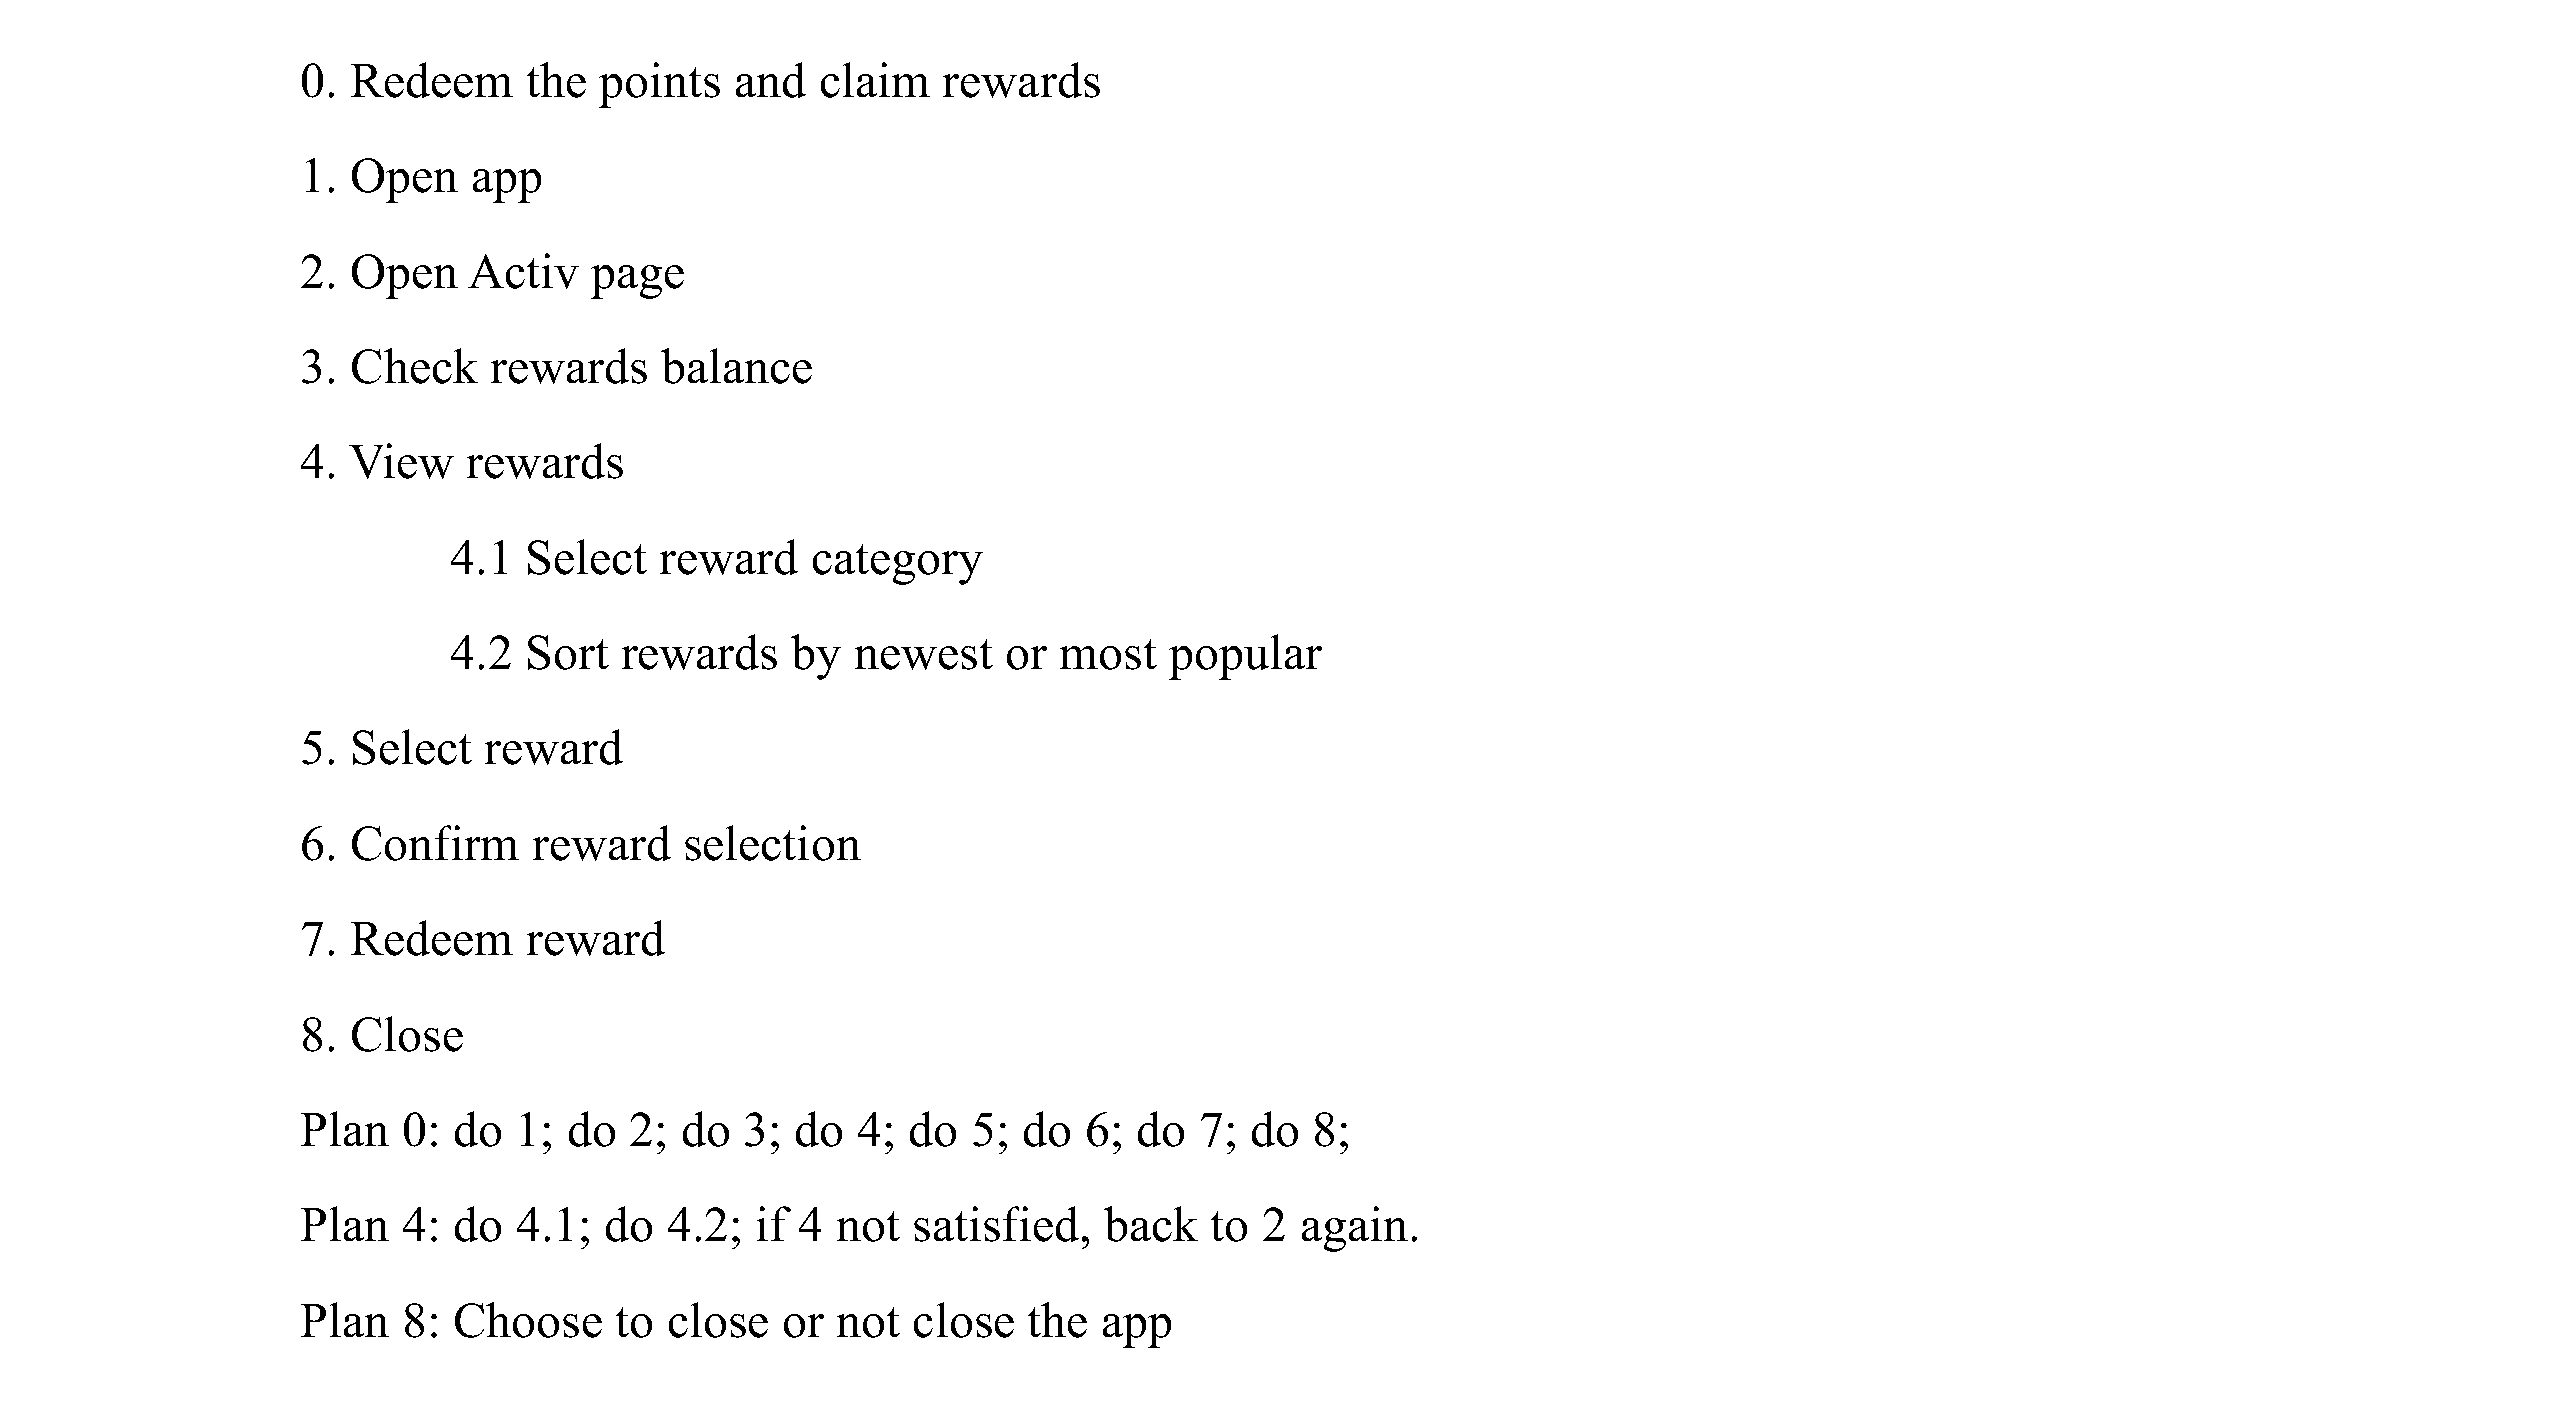 0. Redeem the points and claim rewards
1. Open app
2. Open Activ page
3. Check rewards balance
4. View rewards
4.1 Select reward category
4.2 Sort rewards by newest or most popular
5. Select reward
6. Confirm reward selection
7. Redeem reward
8. Close
Plan 0: do 1; do 2; do 3; do 4; do 5; do 6; do 7; do 8;
Plan 4: do 4.1; do 4.2; if 4 not satisfied, back to 2 again.
Plan 8: Choose to close or not close the app